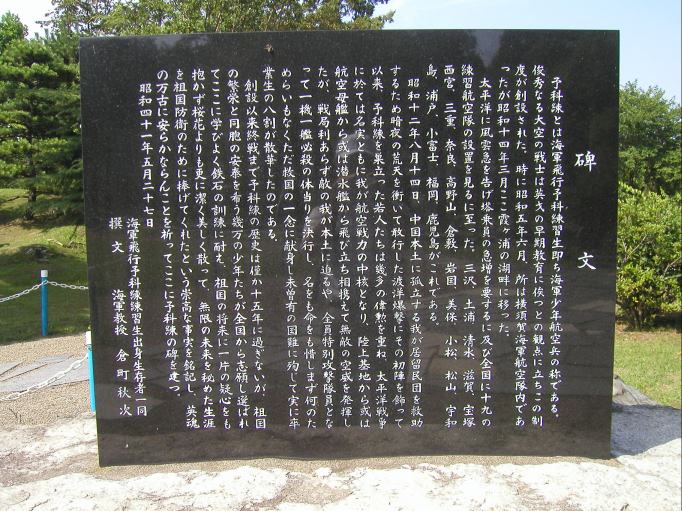 碑文
予科練とは海軍飛行予科練習生即ち海軍少年航空兵の称である。
俊秀なる大空の戦士は英才の早期教育に俟つとの観点に立ちこの制
度が創設された。時に昭和五年六月、所は横須賀海軍航空隊内であ
ったが昭和十四年三月ここ霞ヶ浦の湖畔に移った。
太平洋に風雲急を告げ搭乗員の急増を要するに及び全国に十九の
練習航空隊の設置を見るに至った。三沢、土浦、清水、滋賀、宝塚
西宮、三重、奈良、高野山、倉敷、岩国、美保、小松、松山、宇和
島、浦戸、小富士、福岡、鹿児島がこれである。
昭和十二年八月十四日、中国本土に孤立する我が居留民団を救助
するため暗夜の荒天を衝いて敢行した渡洋爆撃にその初陣を飾って
以来、予科練を巣立った若人たちは幾多の偉勲を重ね、太平洋戦争
に於ては名実ともに我が航空戦力の中核となり、陸上基地から或は
航空母艦から或は潜水艦から飛び立ち相携えて無敵の空威を発揮し
たが、戦局利あらず敵の我が本土に迫るや、全員特別攻撃隊員とな
って一機一艦必殺の体当りを決行し、名をも命をも惜しまず何のた
めらいもなくただ救国の一念に献身し未曽有の国難に殉じて実に卒
業生の八割が散華したのである。
創設以来終戦まで予科練の歴史は僅か十五年に過ぎないが、祖国
の繁栄と同胞の安泰を希う幾万の少年たちが全国から志願し選ばれ
てここに学びよく鉄石の訓練に耐え、祖国の将来に一片の疑心をも
抱かず桜花よりも更に潔く美しく散って、無限の未来を秘めた生涯
を祖国防衛のために捧げてくれたという崇高な事実を銘記し、英魂
の万古に安らかならんことを祈って、ここに予科練の碑を建つ。
昭和四十一年五月二十七日
海軍飛行予科練習生出身生存者一同
撰文　海軍教授　倉町秋次